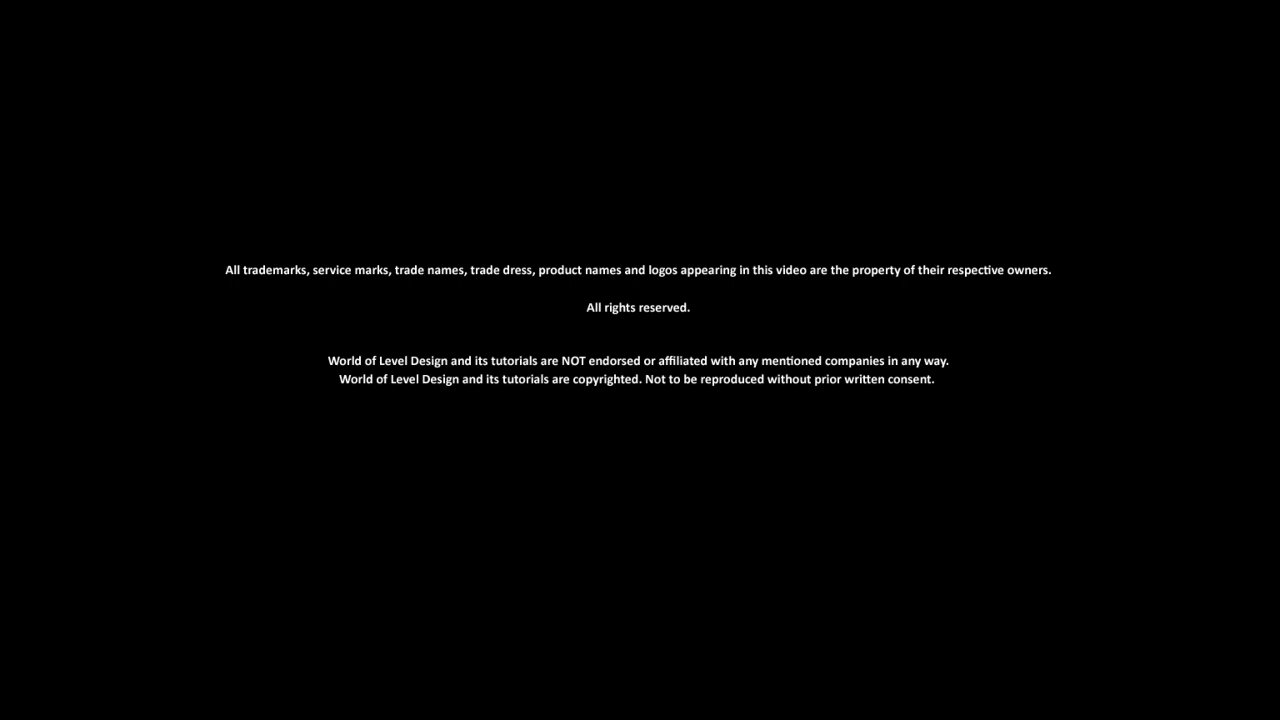 All trademarks, service marks, trade names, trade dress, product names and logos appearing in this video are the property of their respective owners.
All rights reserved.
World of Level Design and its tutorials are NOT endorsed or affiliated with any mentioned companies in any way.
World of Level Design and its tutorials are copyrighted. Not to be reproduced without prior written consent.